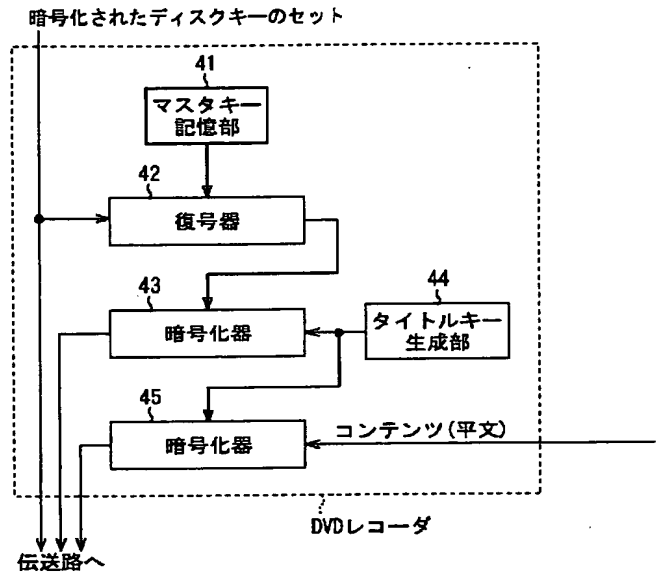 暗号化されたディスクキーのセット
41
マスタキー
記憶部
42
復号器
43
暗号化器
44
タイトルキー
生成部
45
暗号化器
コンテンツ(平文)
DVDレコーダ
伝送路へ